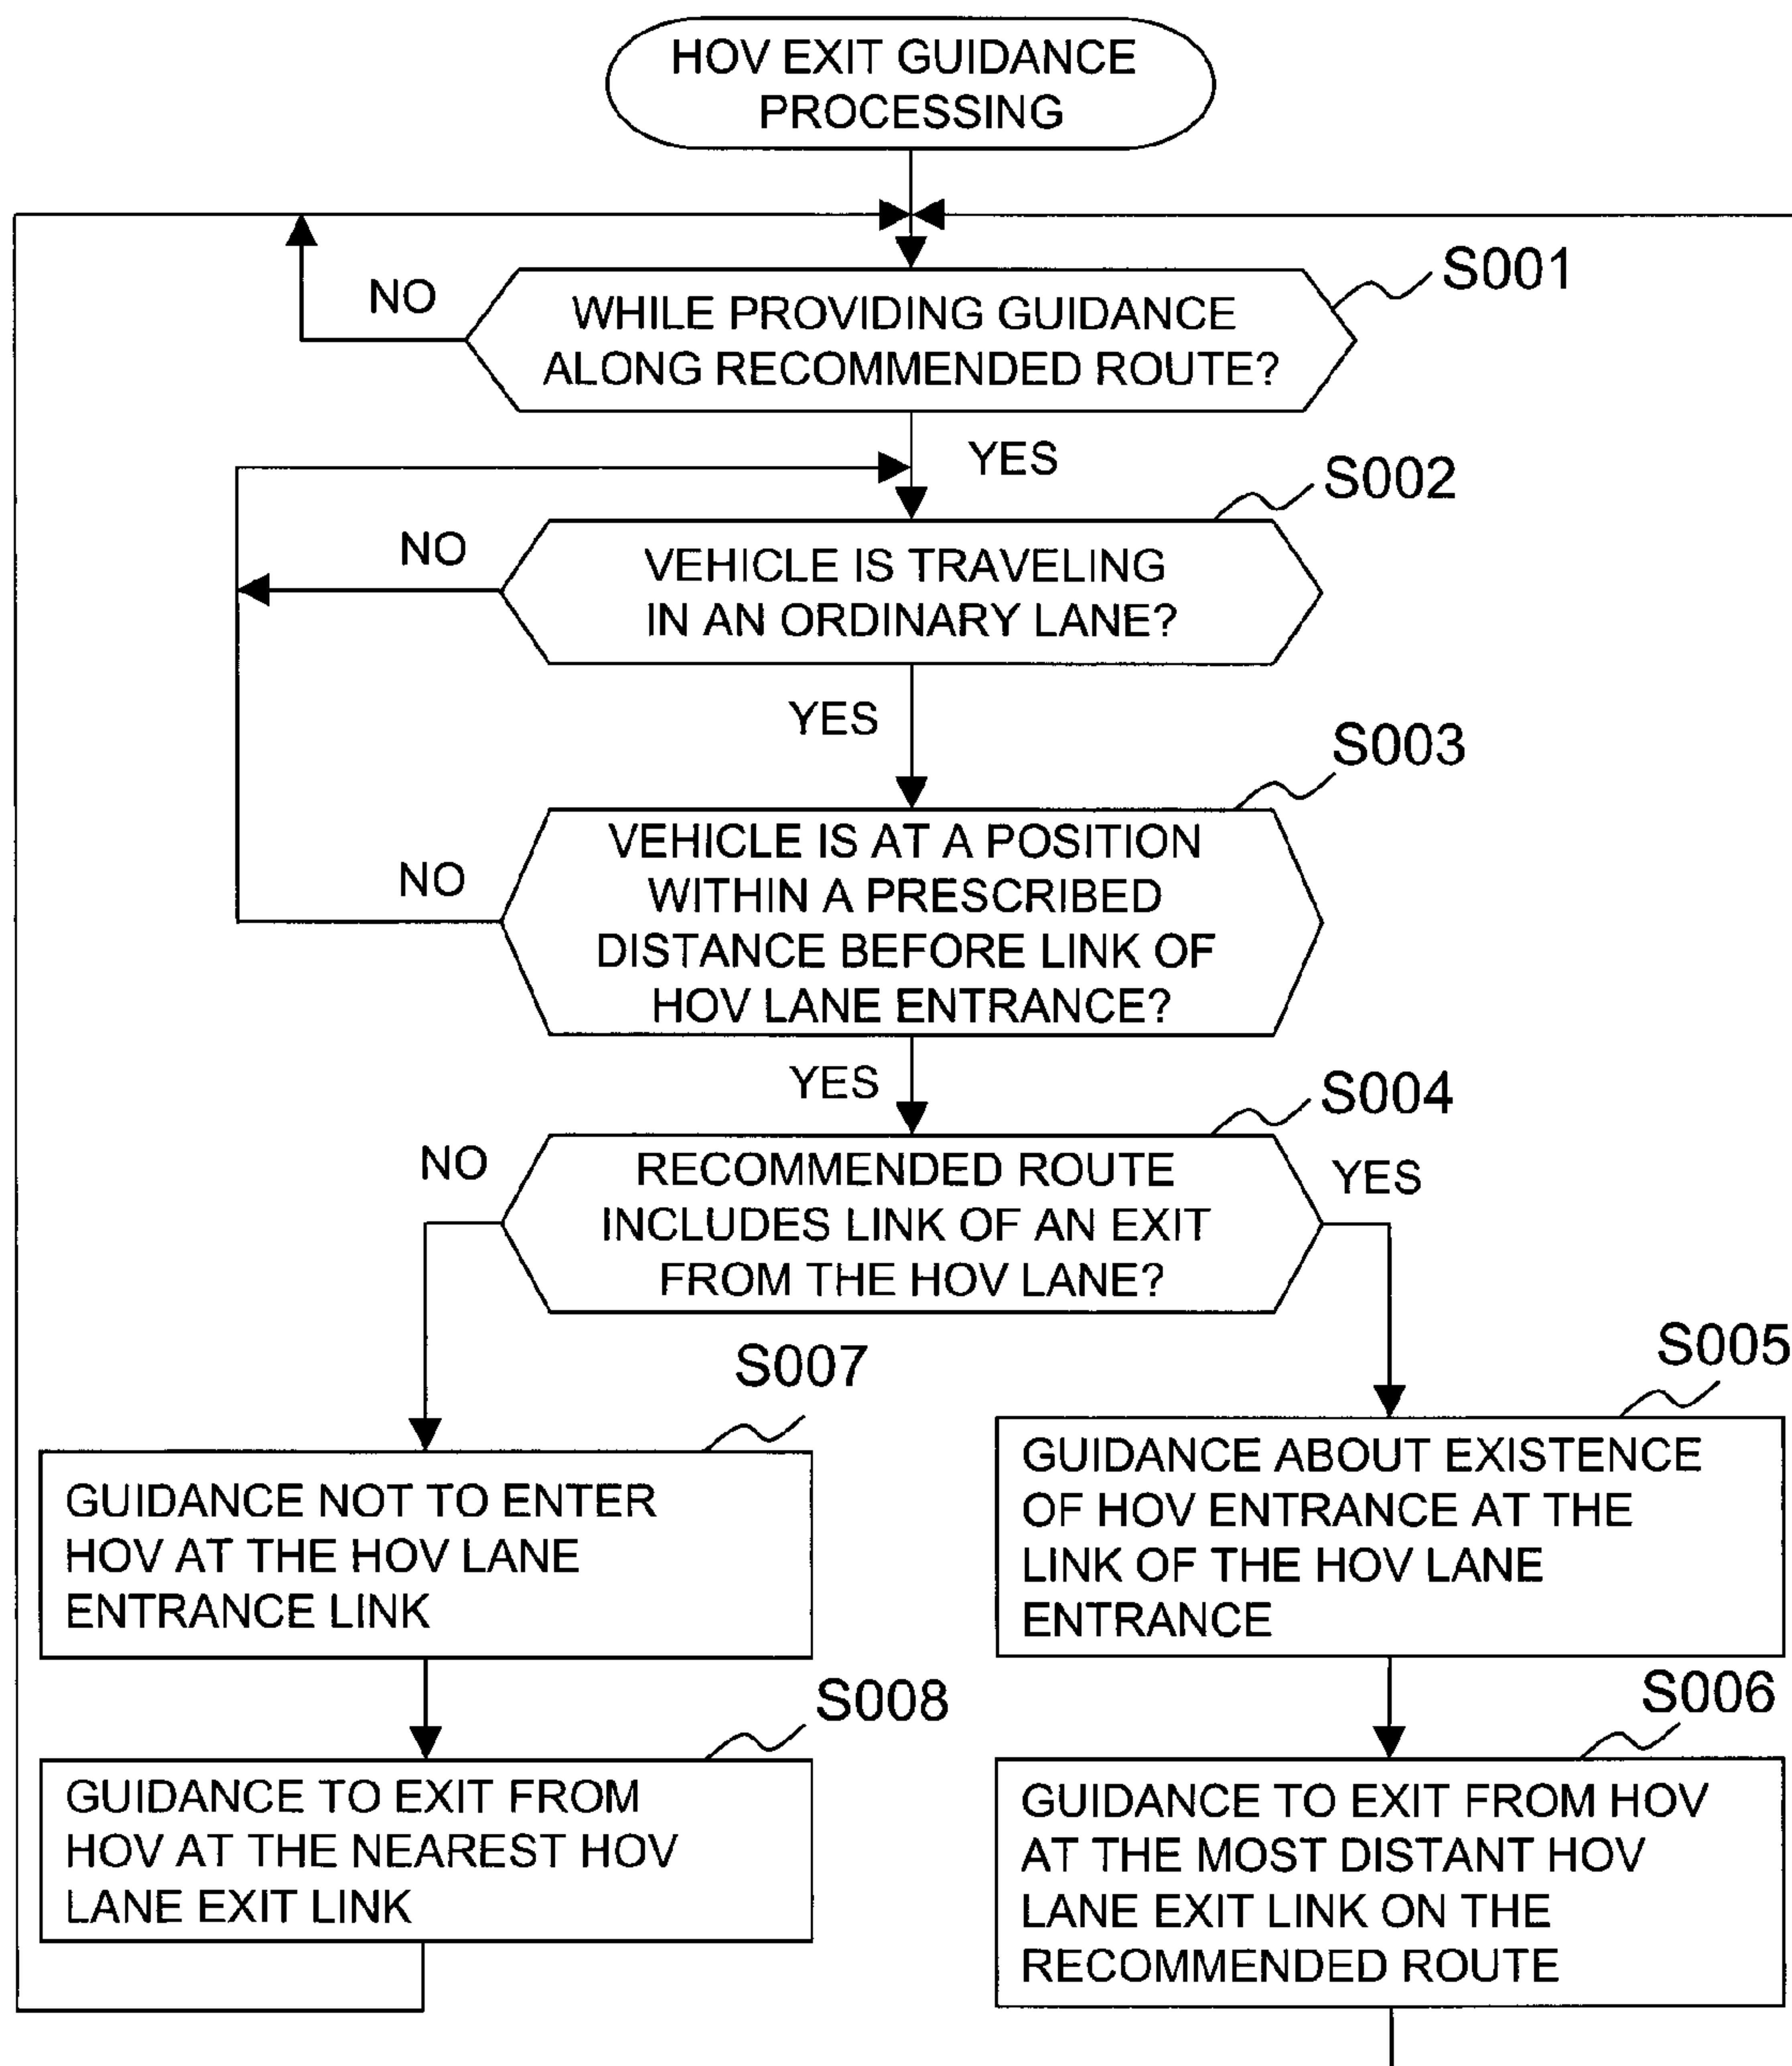 HOV EXIT GUIDANCE
PROCESSING
S001
NO
WHILE PROVIDING GUIDANCE
ALONG RECOMMENDED ROUTE?
YES
S002
NO
VEHICLE IS TRAVELING
IN AN ORDINARY LANE?
YES
S003
NO
VEHICLE IS AT A POSITION
WITHIN A PRESCRIBED
DISTANCE BEFORE LINK OF
HOV LANE ENTRANCE?
YES
S004
NO
RECOMMENDED ROUTE
INCLUDES LINK OF AN EXIT
FROM THE HOV LANE?
YES
S007
GUIDANCE NOT TO ENTER
HOV AT THE HOV LANE
ENTRANCE LINK
S008
GUIDANCE TO EXIT FROM
HOV AT THE NEAREST HOV
LANE EXIT LINK
S005
GUIDANCE ABOUT EXISTENCE
OF HOV ENTRANCE AT THE
LINK OF THE HOV LANE
ENTRANCE
S006
GUIDANCE TO EXIT FROM HOV
AT THE MOST DISTANT HOV
LANE EXIT LINK ON THE
RECOMMENDED ROUTE